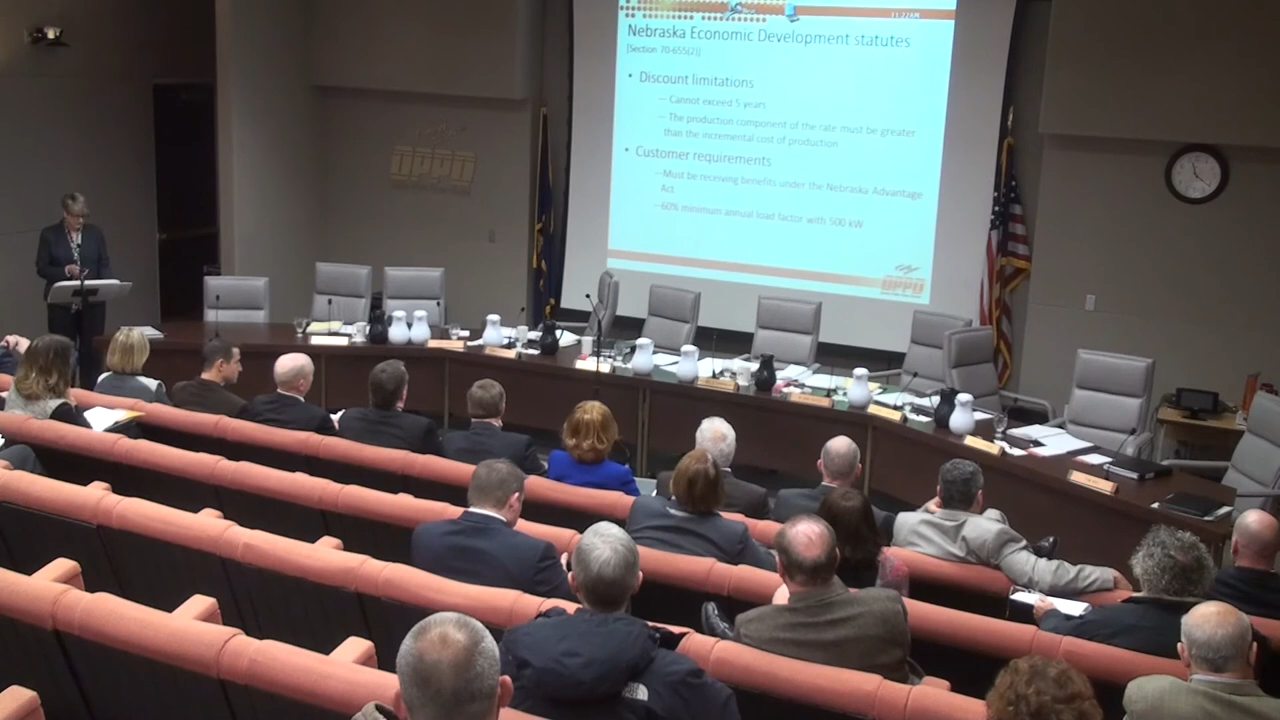 11:22AM
Nebraska Economic Development statutes
[Section 70-655(2)]
• Discount limitations
— Cannot exceed 5 years
— The production component of the rate must be greater
than the incremental cost of production
• Customer requirements
—Must be receiving benefits under the Nebraska Advantage
Act
—60% minimum annual load factor with 500 kW
OPPD
OPPD